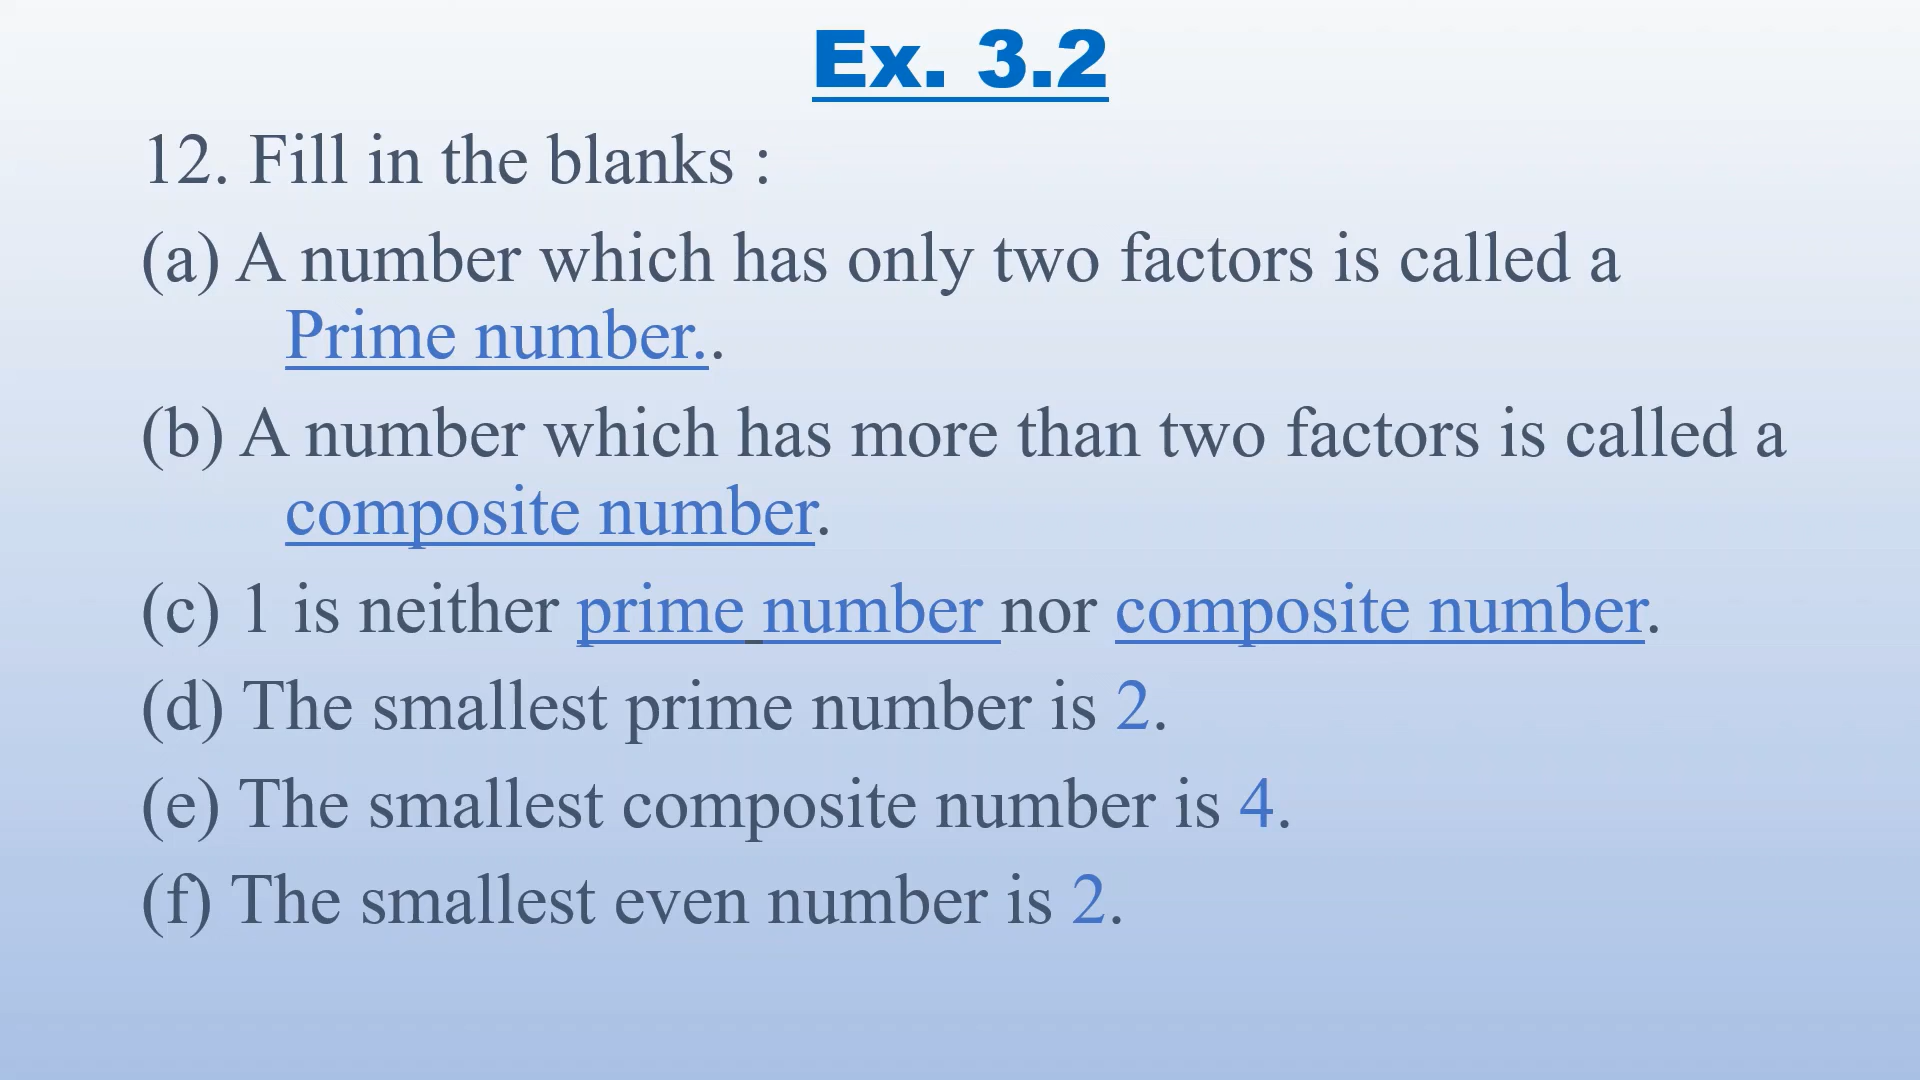 Ex. 3.2
12. Fill in the blanks :
(a) A number which has only two factors is called a
Prime number..
(b) A number which has more than two factors is called a
composite number.
(c) 1 is neither prime number nor composite number.
(d) The smallest prime number is 2.
(e) The smallest composite number is 4.
(f) The smallest even number is 2.